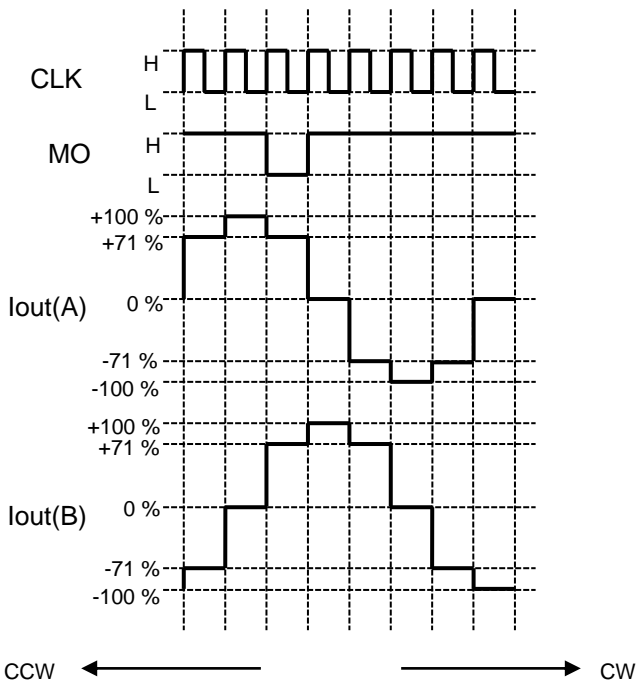 CLK
H
L
MO
H
L
Iout(A)
+100 %
+71 %
0 %
-71 %
-100 %
Iout(B)
+100 %
+71 %
0 %
-71 %
-100 %
CCW
CW